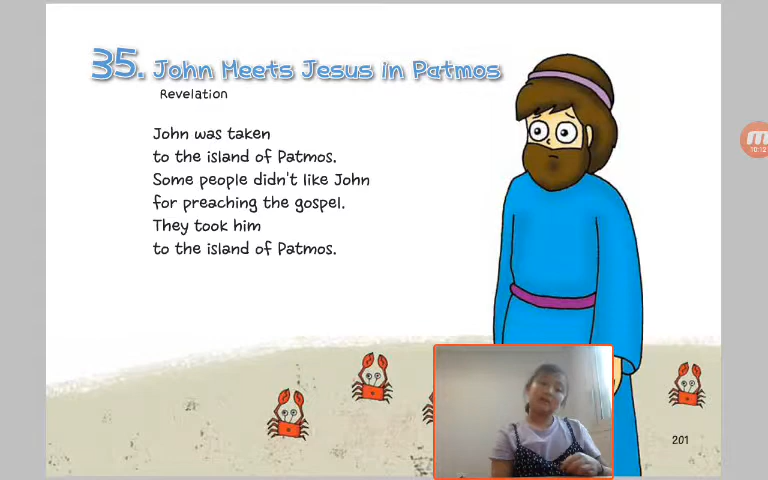 35. John Meets Jesus in Patmos
Revelation
John was taken
to the island of Patmos.
Some people didn't like John
for preaching the gospel.
They took him
to the island of Patmos.
201